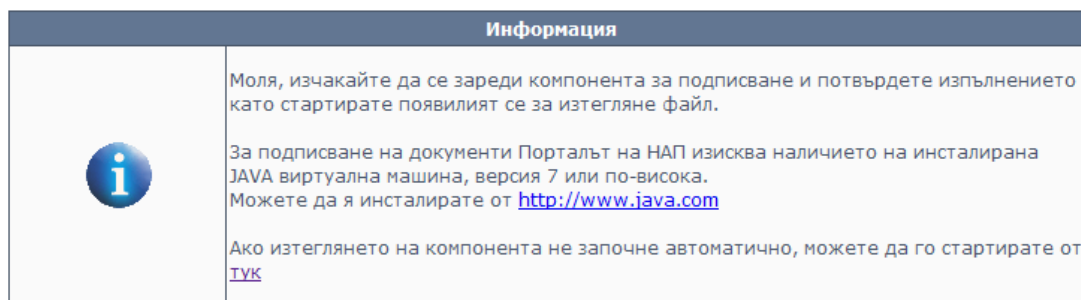 Информация
Моля, изчакайте да се зареди компонента за подписване и потвърдете изпълнението
като стартирате появилият се за изтегляне файл.
За подписване на документи Порталът на НАП изисква наличието на инсталирана
JAVA виртуална машина, версия 7 или по-висока.
Можете да я инсталирате от http://www.java.com
Ако изтеглянето на компонента не започне автоматично, можете да го стартирате от
тук